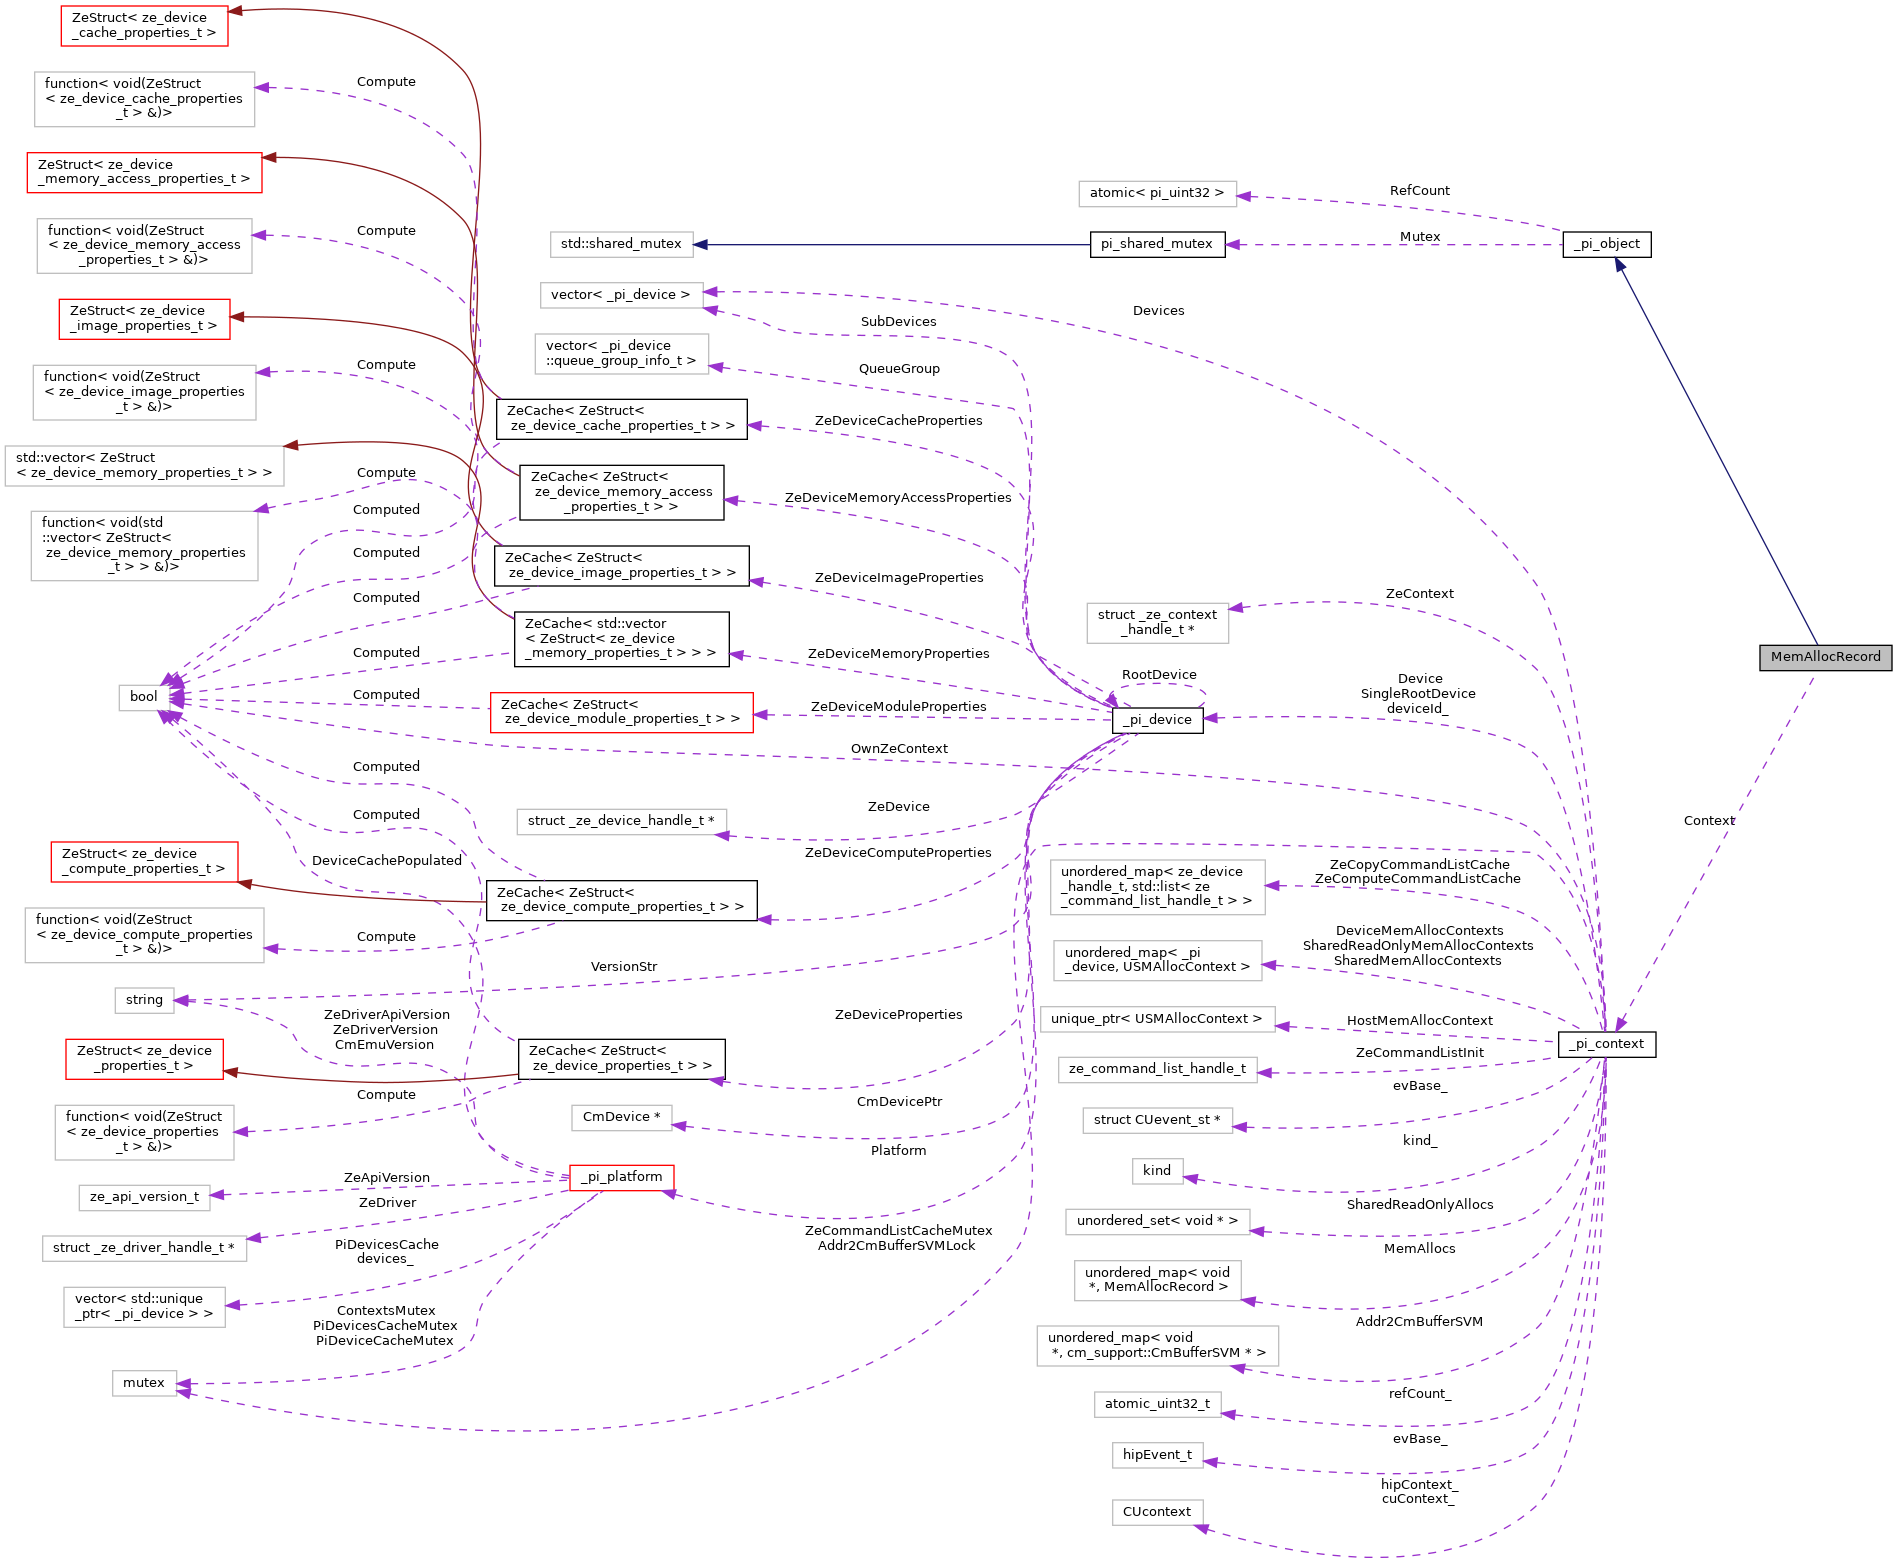 ZeStruct< ze_device
_cache_properties_t >
function< void(ZeStruct
< ze_device_cache_properties
_t > &)>
ZeStruct< ze_device
_memory_access_properties_t >
function< void(ZeStruct
< ze_device_memory_access
_properties_t > &)>
ZeStruct< ze_device
_image_properties_t >
function< void(ZeStruct
< ze_device_image_properties
_t > &)>
std::vector< ZeStruct
< ze_device_memory_properties_t > >
function< void(std
::vector< ZeStruct<
ze_device_memory_properties
_t > > &)>
bool
ZeStruct< ze_device
_compute_properties_t >
function< void(ZeStruct
< ze_device_compute_properties
_t > &)>
string
ZeStruct< ze_device
_properties_t >
function< void(ZeStruct
< ze_device_properties
_t > &)>
ze_api_version_t
struct _ze_driver_handle_t *
vector< std::unique
_ptr< _pi_device > >
mutex
Compute
Compute
Compute
Compute
Computed
Computed
Computed
Computed
Computed
Computed
Computed
DeviceCachePopulated
Compute
ZeDriverApiVersion
ZeDriverVersion
CmEmuVersion
Compute
ZeApiVersion
ZeDriver
PiDevicesCache
devices_
ContextsMutex
PiDevicesCacheMutex
PiDeviceCacheMutex
std::shared_mutex
vector< _pi_device >
vector< _pi_device
::queue_group_info_t >
ZeCache< ZeStruct<
ze_device_cache_properties_t > >
ZeCache< ZeStruct<
ze_device_memory_access
_properties_t > >
ZeCache< ZeStruct<
ze_device_image_properties_t > >
ZeCache< std::vector
< ZeStruct< ze_device
_memory_properties_t > > >
ZeCache< ZeStruct<
ze_device_module_properties_t > >
struct _ze_device_handle_t *
ZeCache< ZeStruct<
ze_device_compute_properties_t > >
VersionStr
ZeCache< ZeStruct<
ze_device_properties_t > >
CmDevice *
_pi_platform
SubDevices
QueueGroup
ZeDeviceCacheProperties
ZeDeviceMemoryAccessProperties
ZeDeviceImageProperties
ZeDeviceMemoryProperties
ZeDeviceModuleProperties
OwnZeContext
ZeDevice
ZeDeviceComputeProperties
ZeDeviceProperties
CmDevicePtr
Platform
ZeCommandListCacheMutex
Addr2CmBufferSVMLock
atomic< pi_uint32 >
pi_shared_mutex
Devices
struct _ze_context
_handle_t *
RootDevice
_pi_device
unordered_map< ze_device
_handle_t, std::list< ze
_command_list_handle_t > >
unordered_map< _pi
_device, USMAllocContext >
unique_ptr< USMAllocContext >
ze_command_list_handle_t
struct CUevent_st *
kind
unordered_set< void * >
unordered_map< void
*, MemAllocRecord >
unordered_map< void
*, cm_support::CmBufferSVM * >
atomic_uint32_t
hipEvent_t
CUcontext
RefCount
Mutex
ZeContext
Device
SingleRootDevice
deviceId_
ZeCopyCommandListCache
ZeComputeCommandListCache
DeviceMemAllocContexts
SharedReadOnlyMemAllocContexts
SharedMemAllocContexts
HostMemAllocContext
ZeCommandListInit
evBase_
kind_
SharedReadOnlyAllocs
MemAllocs
Addr2CmBufferSVM
refCount_
evBase_
hipContext_
cuContext_
_pi_object
MemAllocRecord
Context
_pi_context